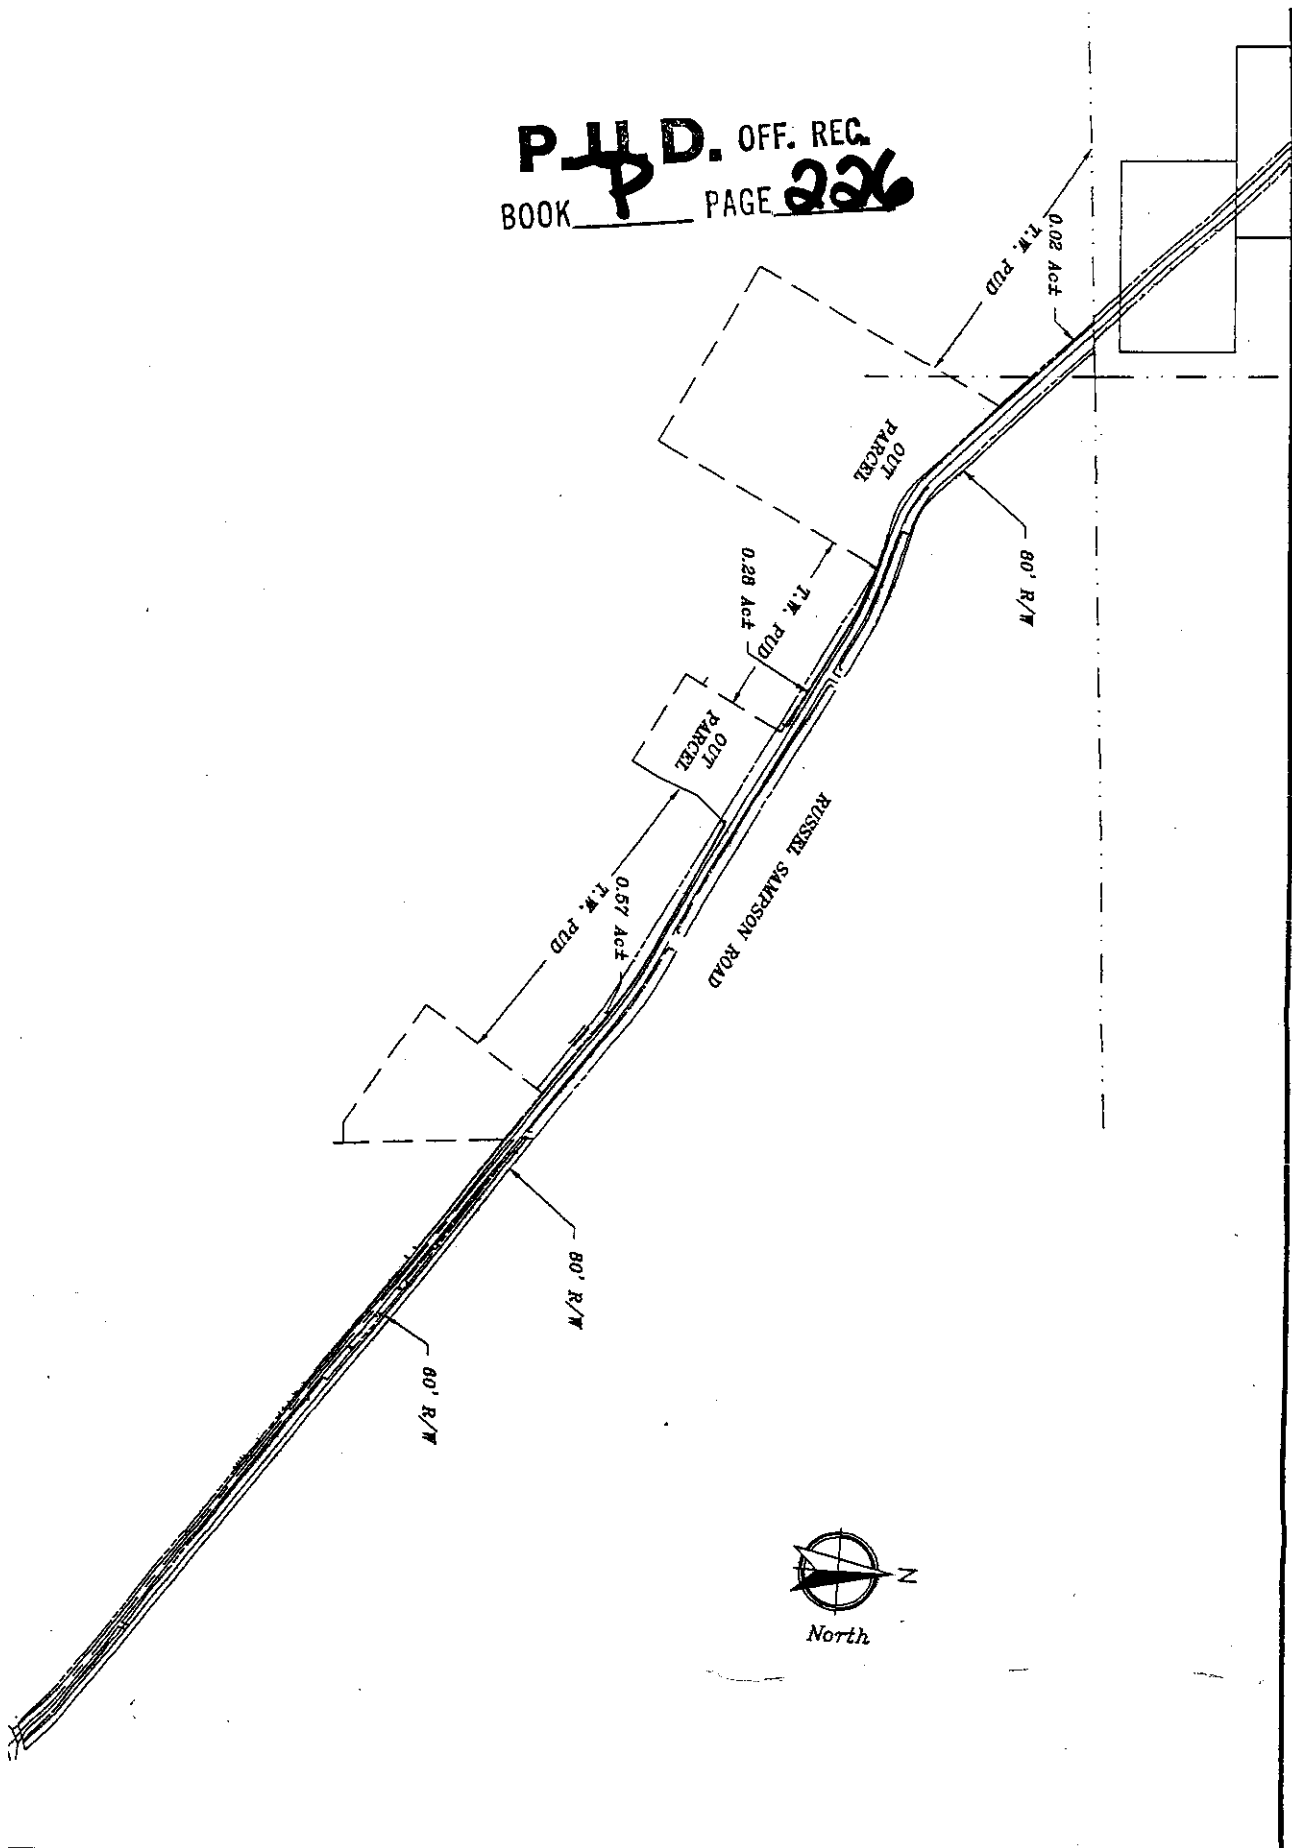 P.U.D. OFF. REC.
BOOK P PAGE 226
0.02 Ac±
T.W. PUD
OUT
PARCEL
80' R/W
0.28 Ac±
T.W. PUD
OUT
PARCEL
RUSSEL SAMPSON ROAD
0.57 Ac±
T.W. PUD
80' R/W
60' R/W
N
North